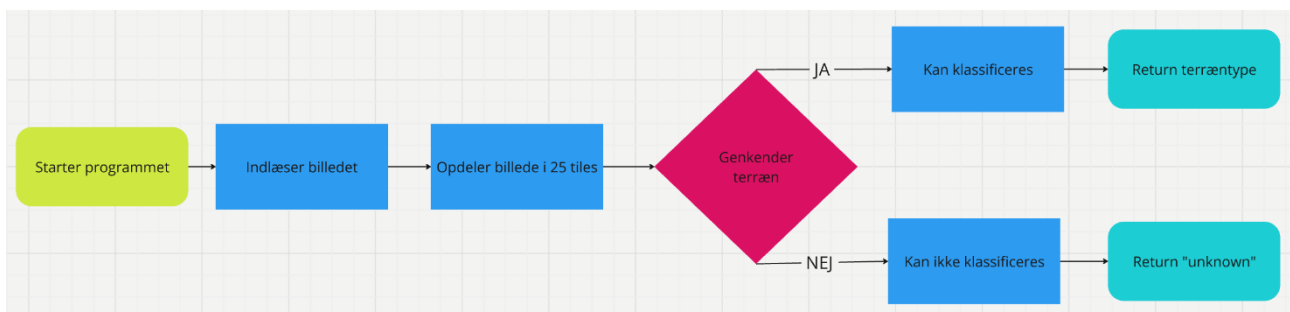 Starter programmet
Indlæser billedet
Opdeler billede i 25 tiles
Genkender
terræn
JA
Kan klassificeres
Return terræntype
NEJ
Kan ikke klassificeres
Return "unknown"